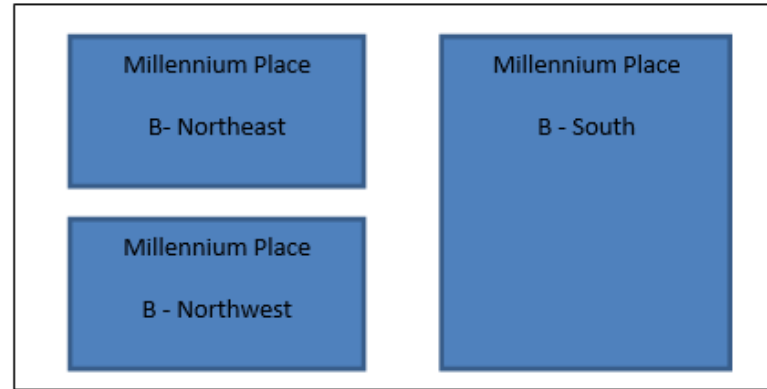 Millennium Place
B- Northeast
Millennium Place
B - Northwest
Millennium Place
B - South